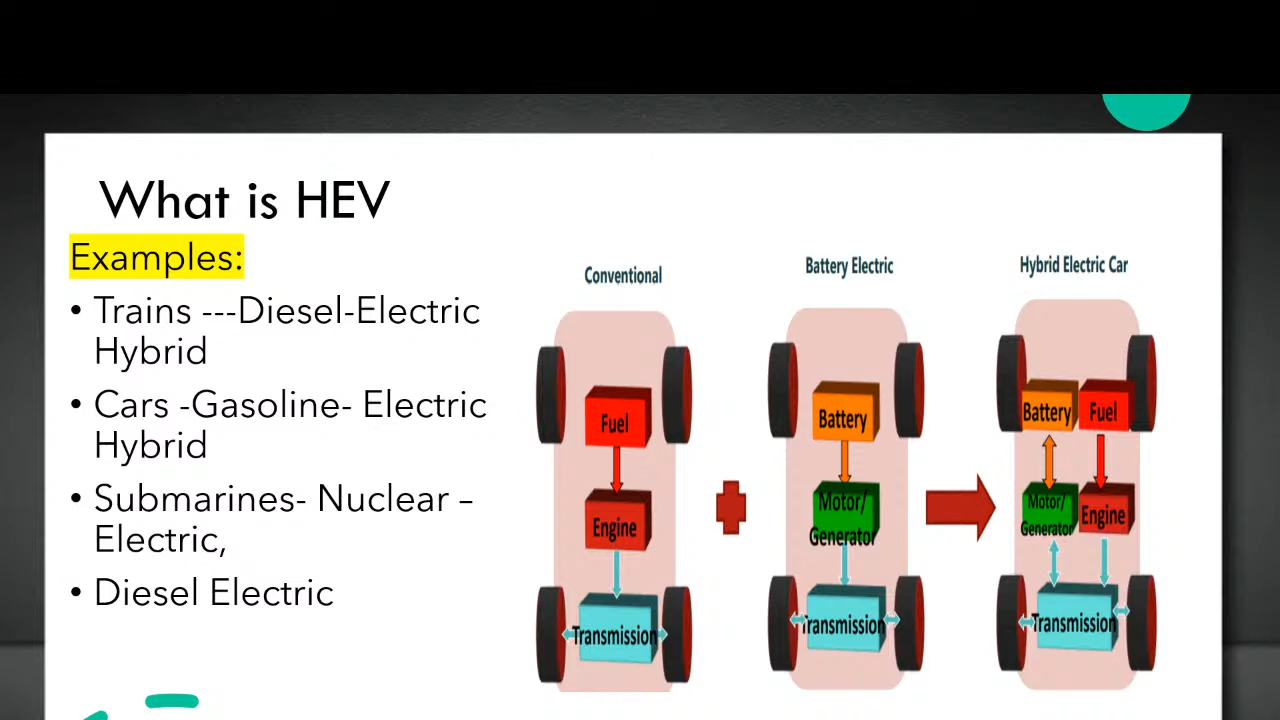 What is HEV
Examples:
• Trains ---Diesel-Electric
Hybrid
• Cars -Gasoline- Electric
Hybrid
• Submarines- Nuclear –
Electric,
• Diesel Electric
Conventional
Fuel
Engine
Transmission
Battery Electric
Battery
Motor/
Generator
Transmission
Hybrid Electric Car
Battery
Fuel
Motor/
Generator
Engine
Transmission